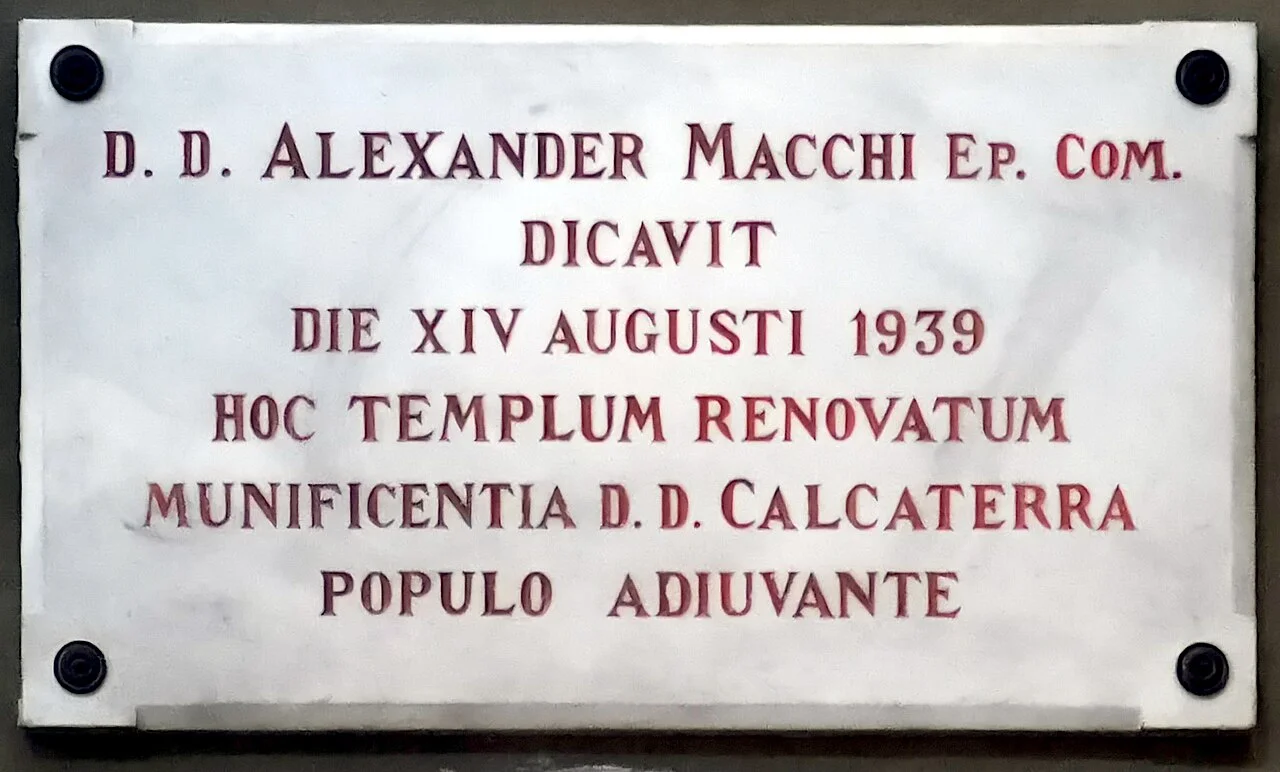 D. D. ALEXANDER MACCHI EP. COM.
DICAVIT
DIE XIV AUGUSTI 1939
HOC TEMPLUM RENOVATUM
MUNIFICENTIA D. D. CALCATERRA
POPULO ADIUVANTE